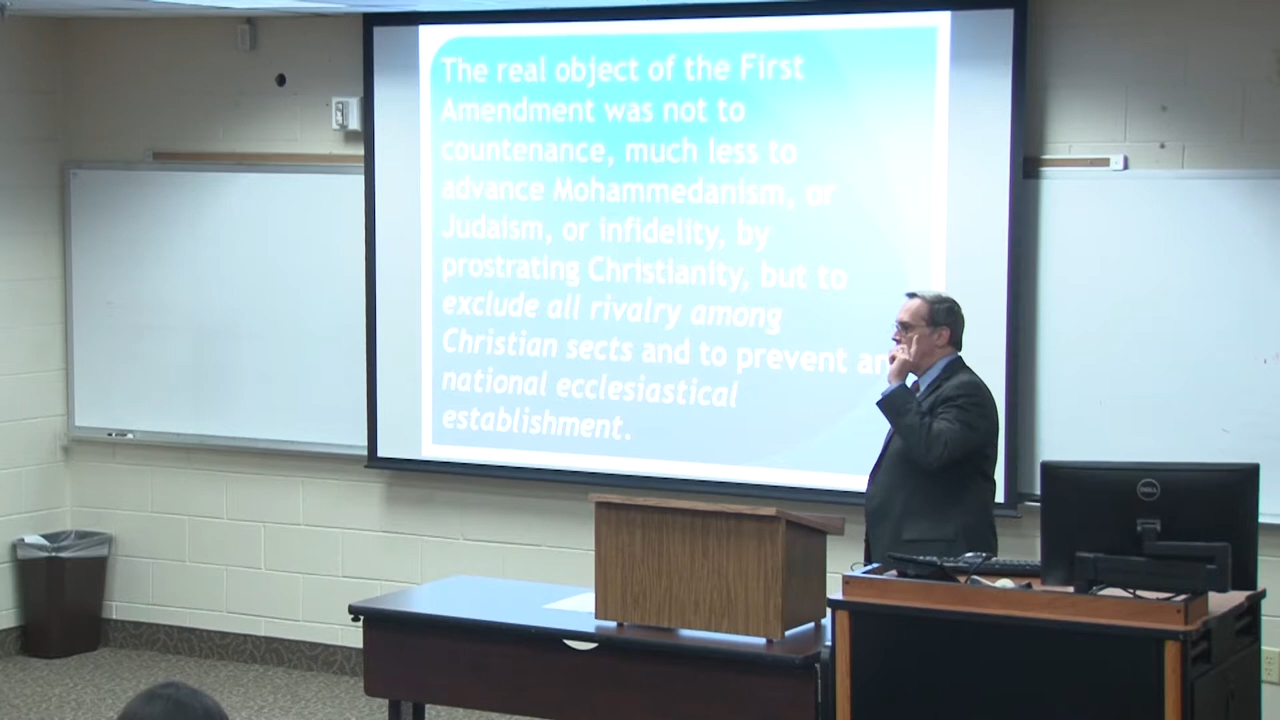 The real object of the First
Amendment was not to
countenance, much less to
advance Mohammedanism, or
Judaism, or infidelity, by
prostrating Christianity, but to
exclude all rivalry among
Christian sects and to prevent
national ecclesiastical
establishment.
DELL